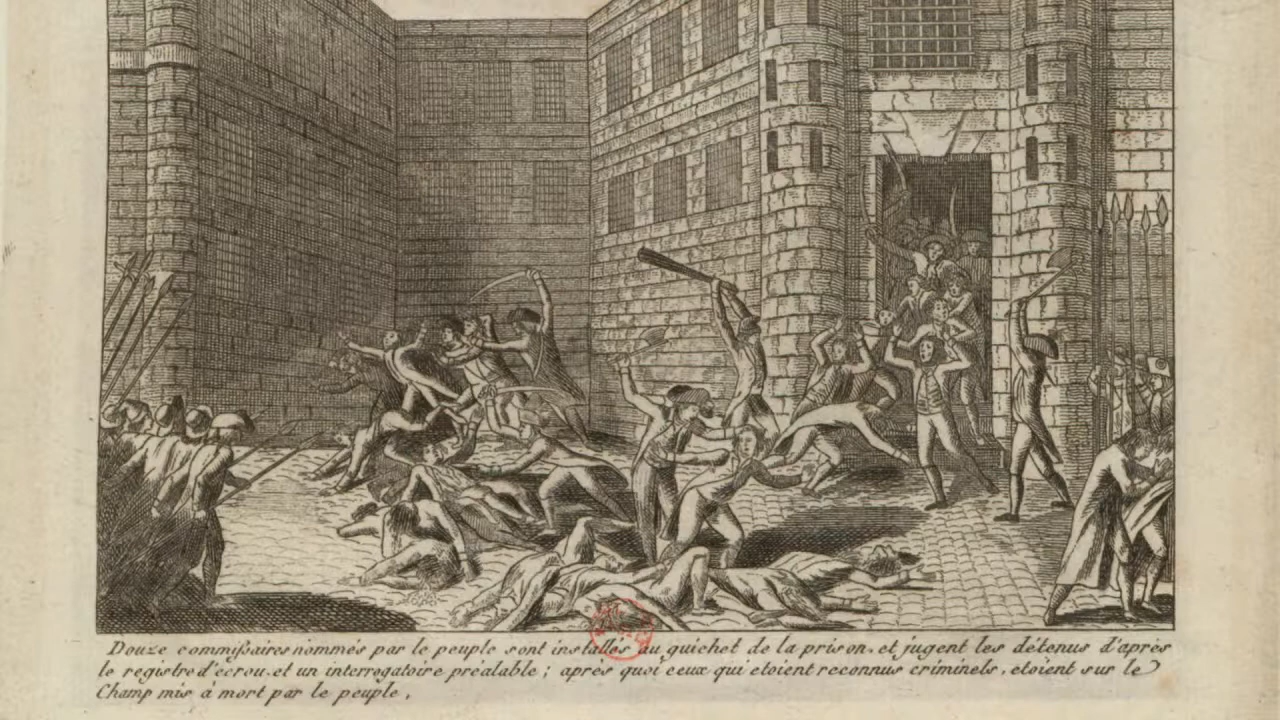 Douze commißaires nommés par le peuple sont installés au guichet de la prison, et jugent les détenus d'après
le registre d'écrou, et un interrogatoire préalable ; après quoi ceux qui étoient reconnus criminels, étoient sur le
Champ mis à mort par le peuple.